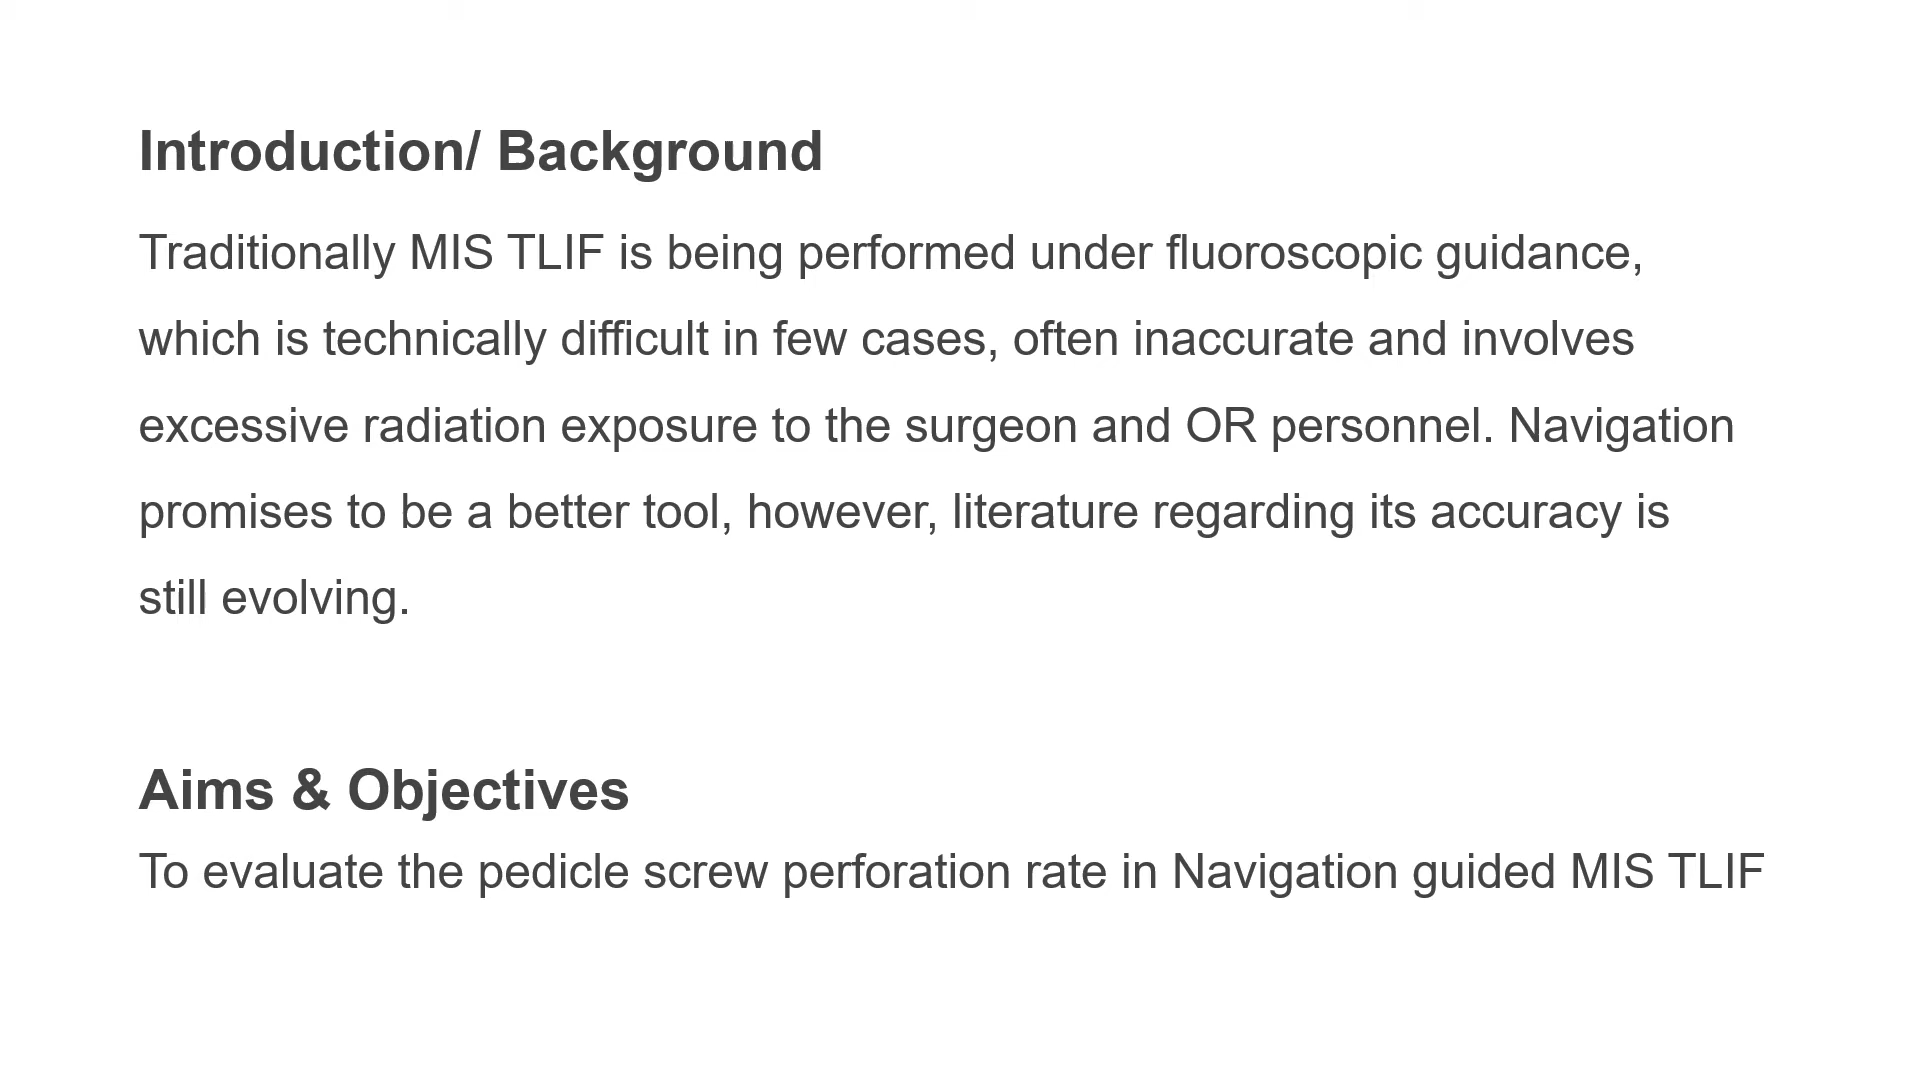 Introduction/ Background
Traditionally MIS TLIF is being performed under fluoroscopic guidance,
which is technically difficult in few cases, often inaccurate and involves
excessive radiation exposure to the surgeon and OR personnel. Navigation
promises to be a better tool, however, literature regarding its accuracy is
still evolving.
Aims & Objectives
To evaluate the pedicle screw perforation rate in Navigation guided MIS TLIF